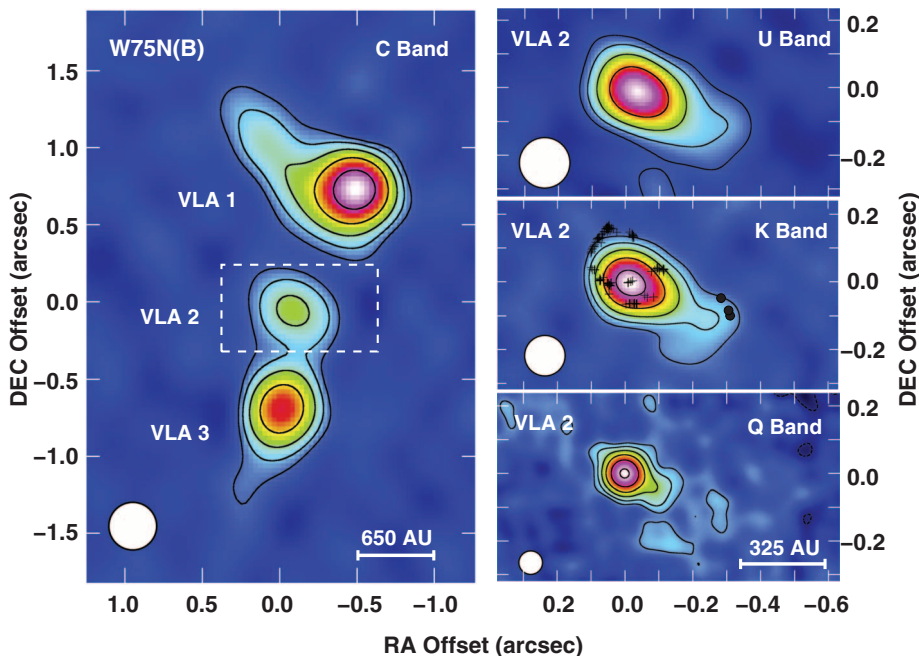 W75N(B) C Band
VLA 1
VLA 2
VLA 3
650 AU
DEC Offset (arcsec)
1.5
1.0
0.5
0.0
−0.5
−1.0
−1.5
1.0 0.5 0.0 −0.5 −1.0
VLA 2 U Band
0.2
0.0
−0.2
VLA 2 K Band
0.2
0.0
−0.2
VLA 2 Q Band
0.2
0.0
−0.2
325 AU
DEC Offset (arcsec)
0.2 0.0 −0.2 −0.4 −0.6
RA Offset (arcsec)